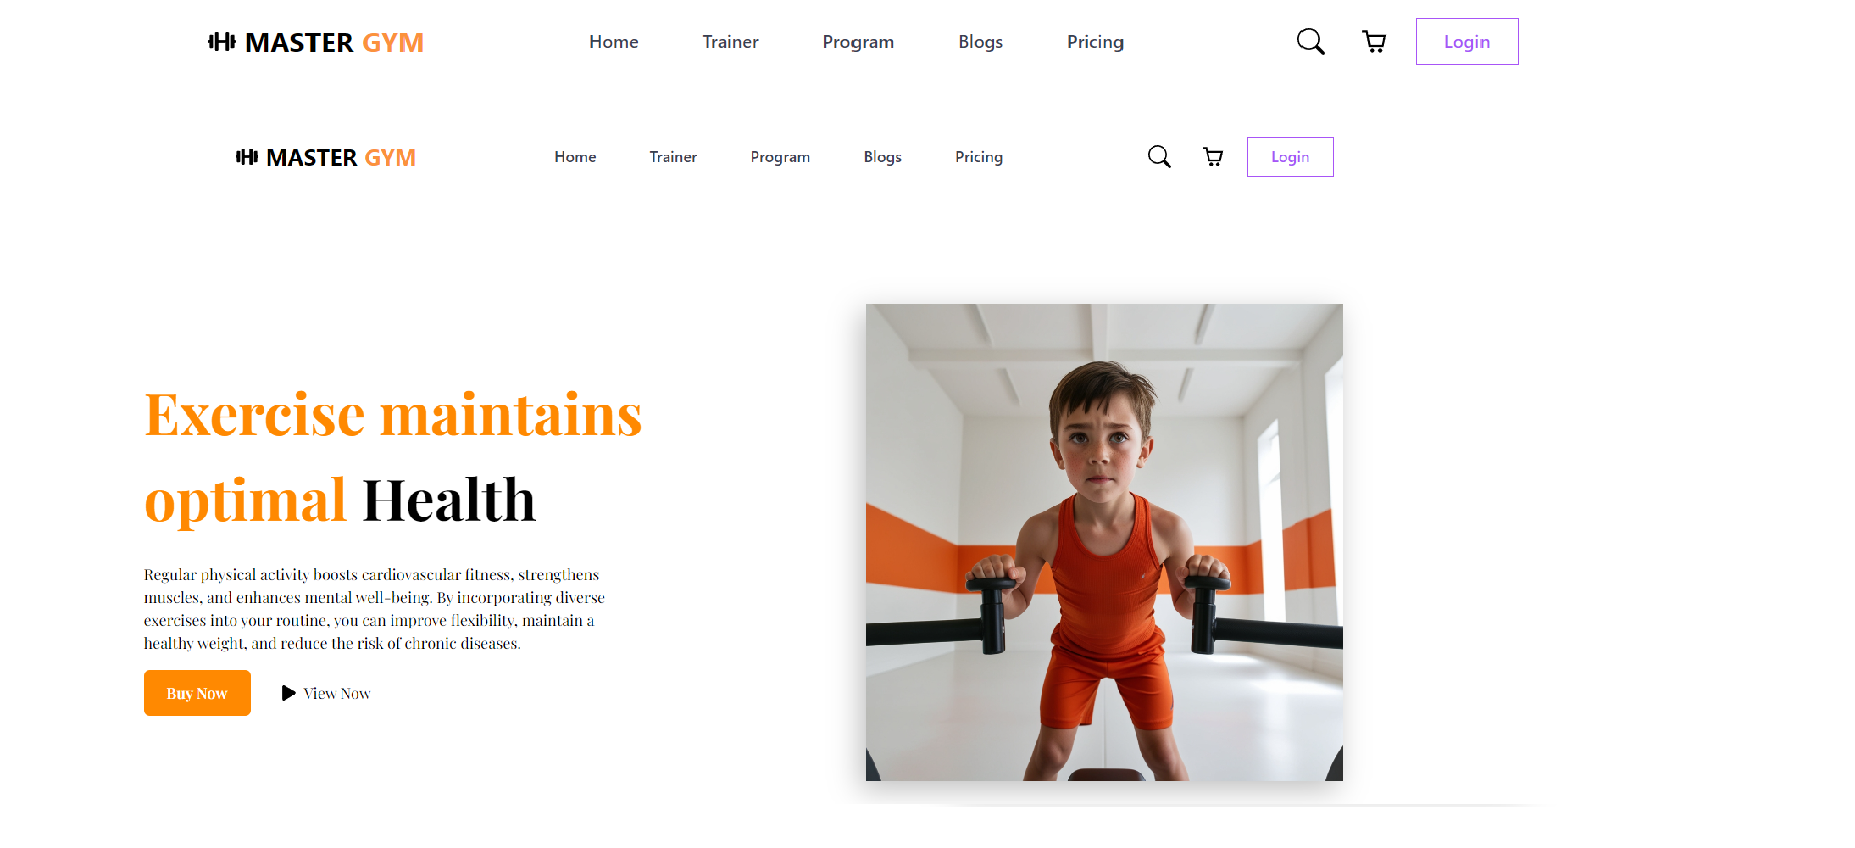 MASTER GYM Home Trainer Program Blogs Pricing Login
MASTER GYM Home Trainer Program Blogs Pricing Login
Exercise maintains
optimal Health
Regular physical activity boosts cardiovascular fitness, strengthens
muscles, and enhances mental well-being. By incorporating diverse
exercises into your routine, you can improve flexibility, maintain a
healthy weight, and reduce the risk of chronic diseases.
Buy Now View Now